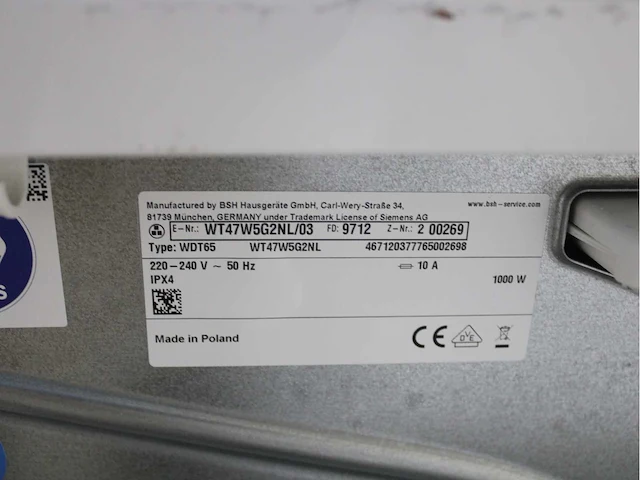 Manufactured by BSH Hausgeräte GmbH, Carl-Wery-Straße 34, www.bsh-service.com
81739 München, GERMANY under Trademark License of Siemens AG
E-Nr.: WT47W5G2NL/03 FD: 9712 Z-Nr.: 2 00269
Type: WDT65 WT47W5G2NL 467120377765002698
220-240 V ~ 50 Hz 10 A
IPX4 1000 W
Made in Poland CE